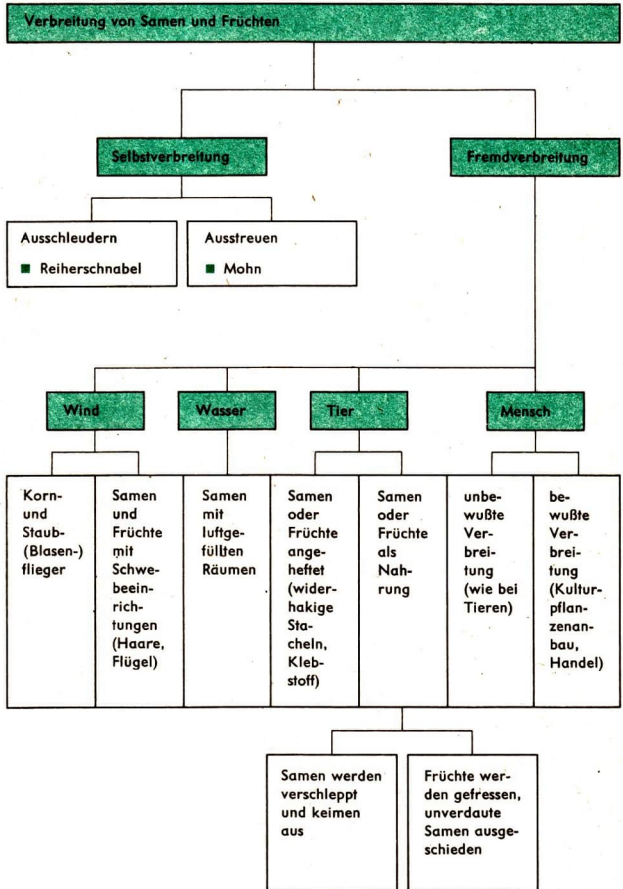 Verbreitung von Samen und Früchten
Selbstverbreitung
Fremdverbreitung
Ausschleudern
■ Reiherschnabel
Ausstreuen
■ Mohn
Wind
Wasser
Tier
Mensch
Korn-
und
Staub-
(Blasen-)
flieger
Samen
und
Früchte
mit
Schwe-
beein-
rich-
tungen
(Haare,
Flügel)
Samen
mit
luftge-
füllten
Räumen
Samen
oder
Früchte
ange-
heftet
(wider-
hakige
Sta-
cheln,
Kleb-
stoff)
Samen
oder
Früchte
als
Nah-
rung
unbe-
wußte
Ver-
brei-
tung
(wie bei
Tieren)
be-
wußte
Ver-
brei-
tung
(Kultur-
pflan-
zenan-
bau,
Handel)
Samen werden
verschleppt
und keimen
aus
Früchte wer-
den gefressen,
unverdaute
Samen ausge-
schieden